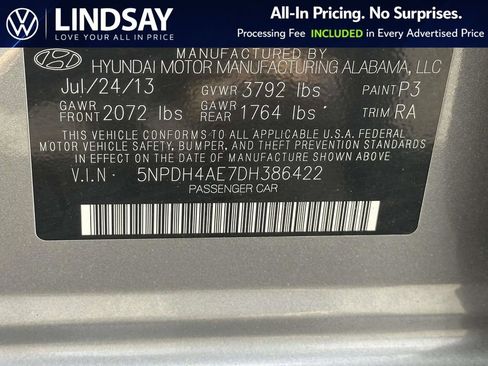 LINDSAY
LOVE YOUR ALL IN PRICE
All-In Pricing. No Surprises.
Processing Fee INCLUDED in Every Advertised Price
MANUFACTURED BY
HYUNDAI MOTOR MANUFACTURING ALABAMA, LLC
Jul/24/13 GVWR 3792 lbs PAINT P3
GAWR FRONT 2072 lbs GAWR REAR 1764 lbs TRIM RA
THIS VEHICLE CONFORMS TO ALL APPLICABLE U.S.A. FEDERAL
MOTOR VEHICLE SAFETY, BUMPER, AND THEFT PREVENTION STANDARDS
IN EFFECT ON THE DATE OF MANUFACTURE SHOWN ABOVE
V.I.N : 5NPDH4AE7DH386422
PASSENGER CAR